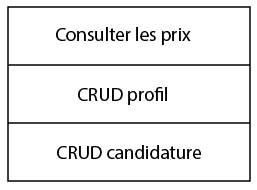 Consulter les prix
CRUD profil
CRUD candidature